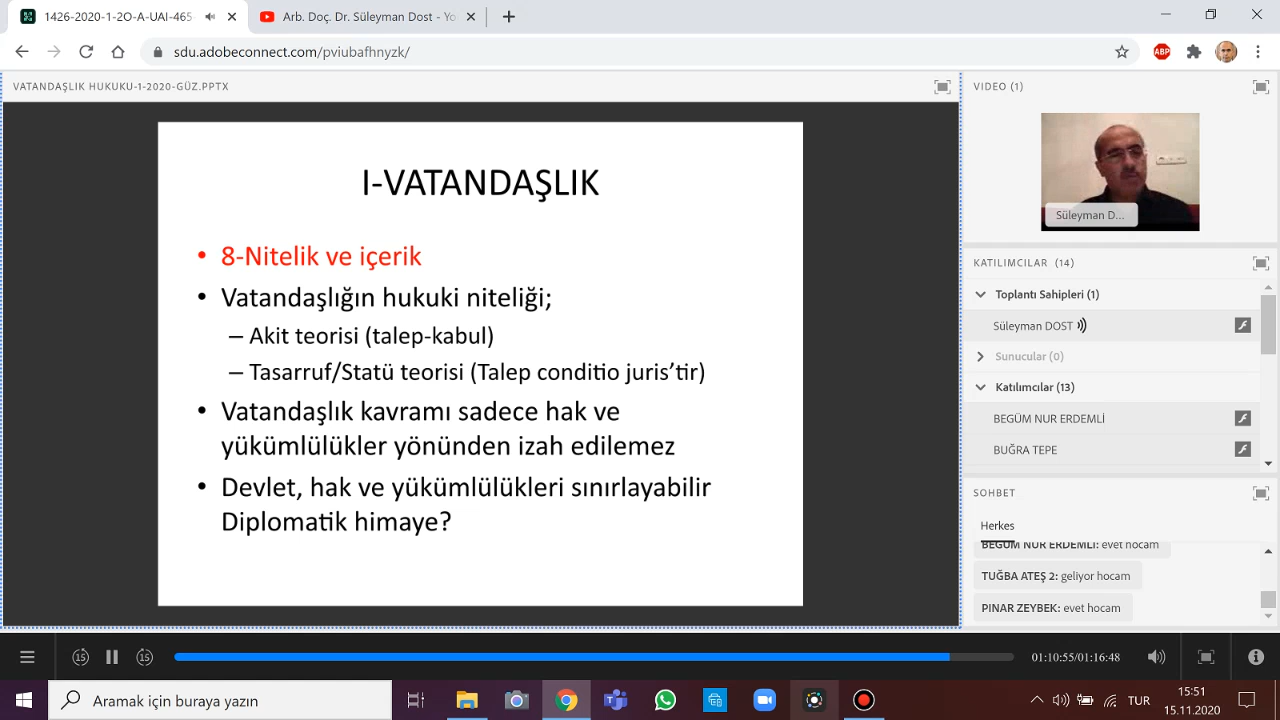 1426-2020-1-2O-A-UAI-465
Arb. Doç. Dr. Süleyman Dost - Yo
sdu.adobeconnect.com/pviubafhnyzk/
ABP
VATANDAŞLIK HUKUKU-1-2020-GÜZ.PPTX
I-VATANDAŞLIK
• 8-Nitelik ve içerik
• Vatandaşlığın hukuki niteliği;
– Akit teorisi (talep-kabul)
– Tasarruf/Statü teorisi (Talep conditio juris’tir)
• Vatandaşlık kavramı sadece hak ve
yükümlülükler yönünden izah edilemez
• Devlet, hak ve yükümlülükleri sınırlayabilir
Diplomatik himaye?
VIDEO (1)
Süleyman D...
KATILIMCILAR (14)
Toplantı Sahipleri (1)
Süleyman DOST
Sunucular (0)
Katılımcılar (13)
BEGÜM NUR ERDEMLİ
BUĞRA TEPE
SOHBET
Herkes
BEGÜM NUR ERDEMLİ: evet hocam
TUĞBA ATEŞ 2: geliyor hocam
PINAR ZEYBEK: evet hocam
15
15
01:10:55/01:16:48
Aramak için buraya yazın
TUR
15:51
15.11.2020